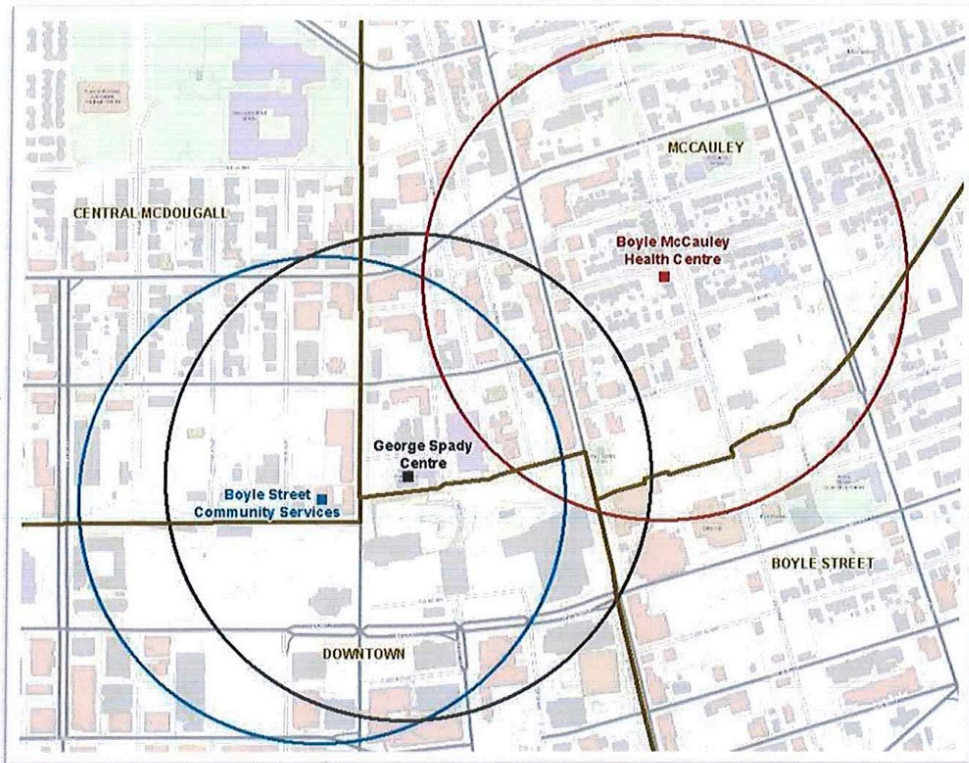 MCCAULEY
CENTRAL MCDOUGALL
Boyle McCauley
Health Centre
George Spady
Centre
Boyle Street
Community Services
BOYLE STREET
DOWNTOWN